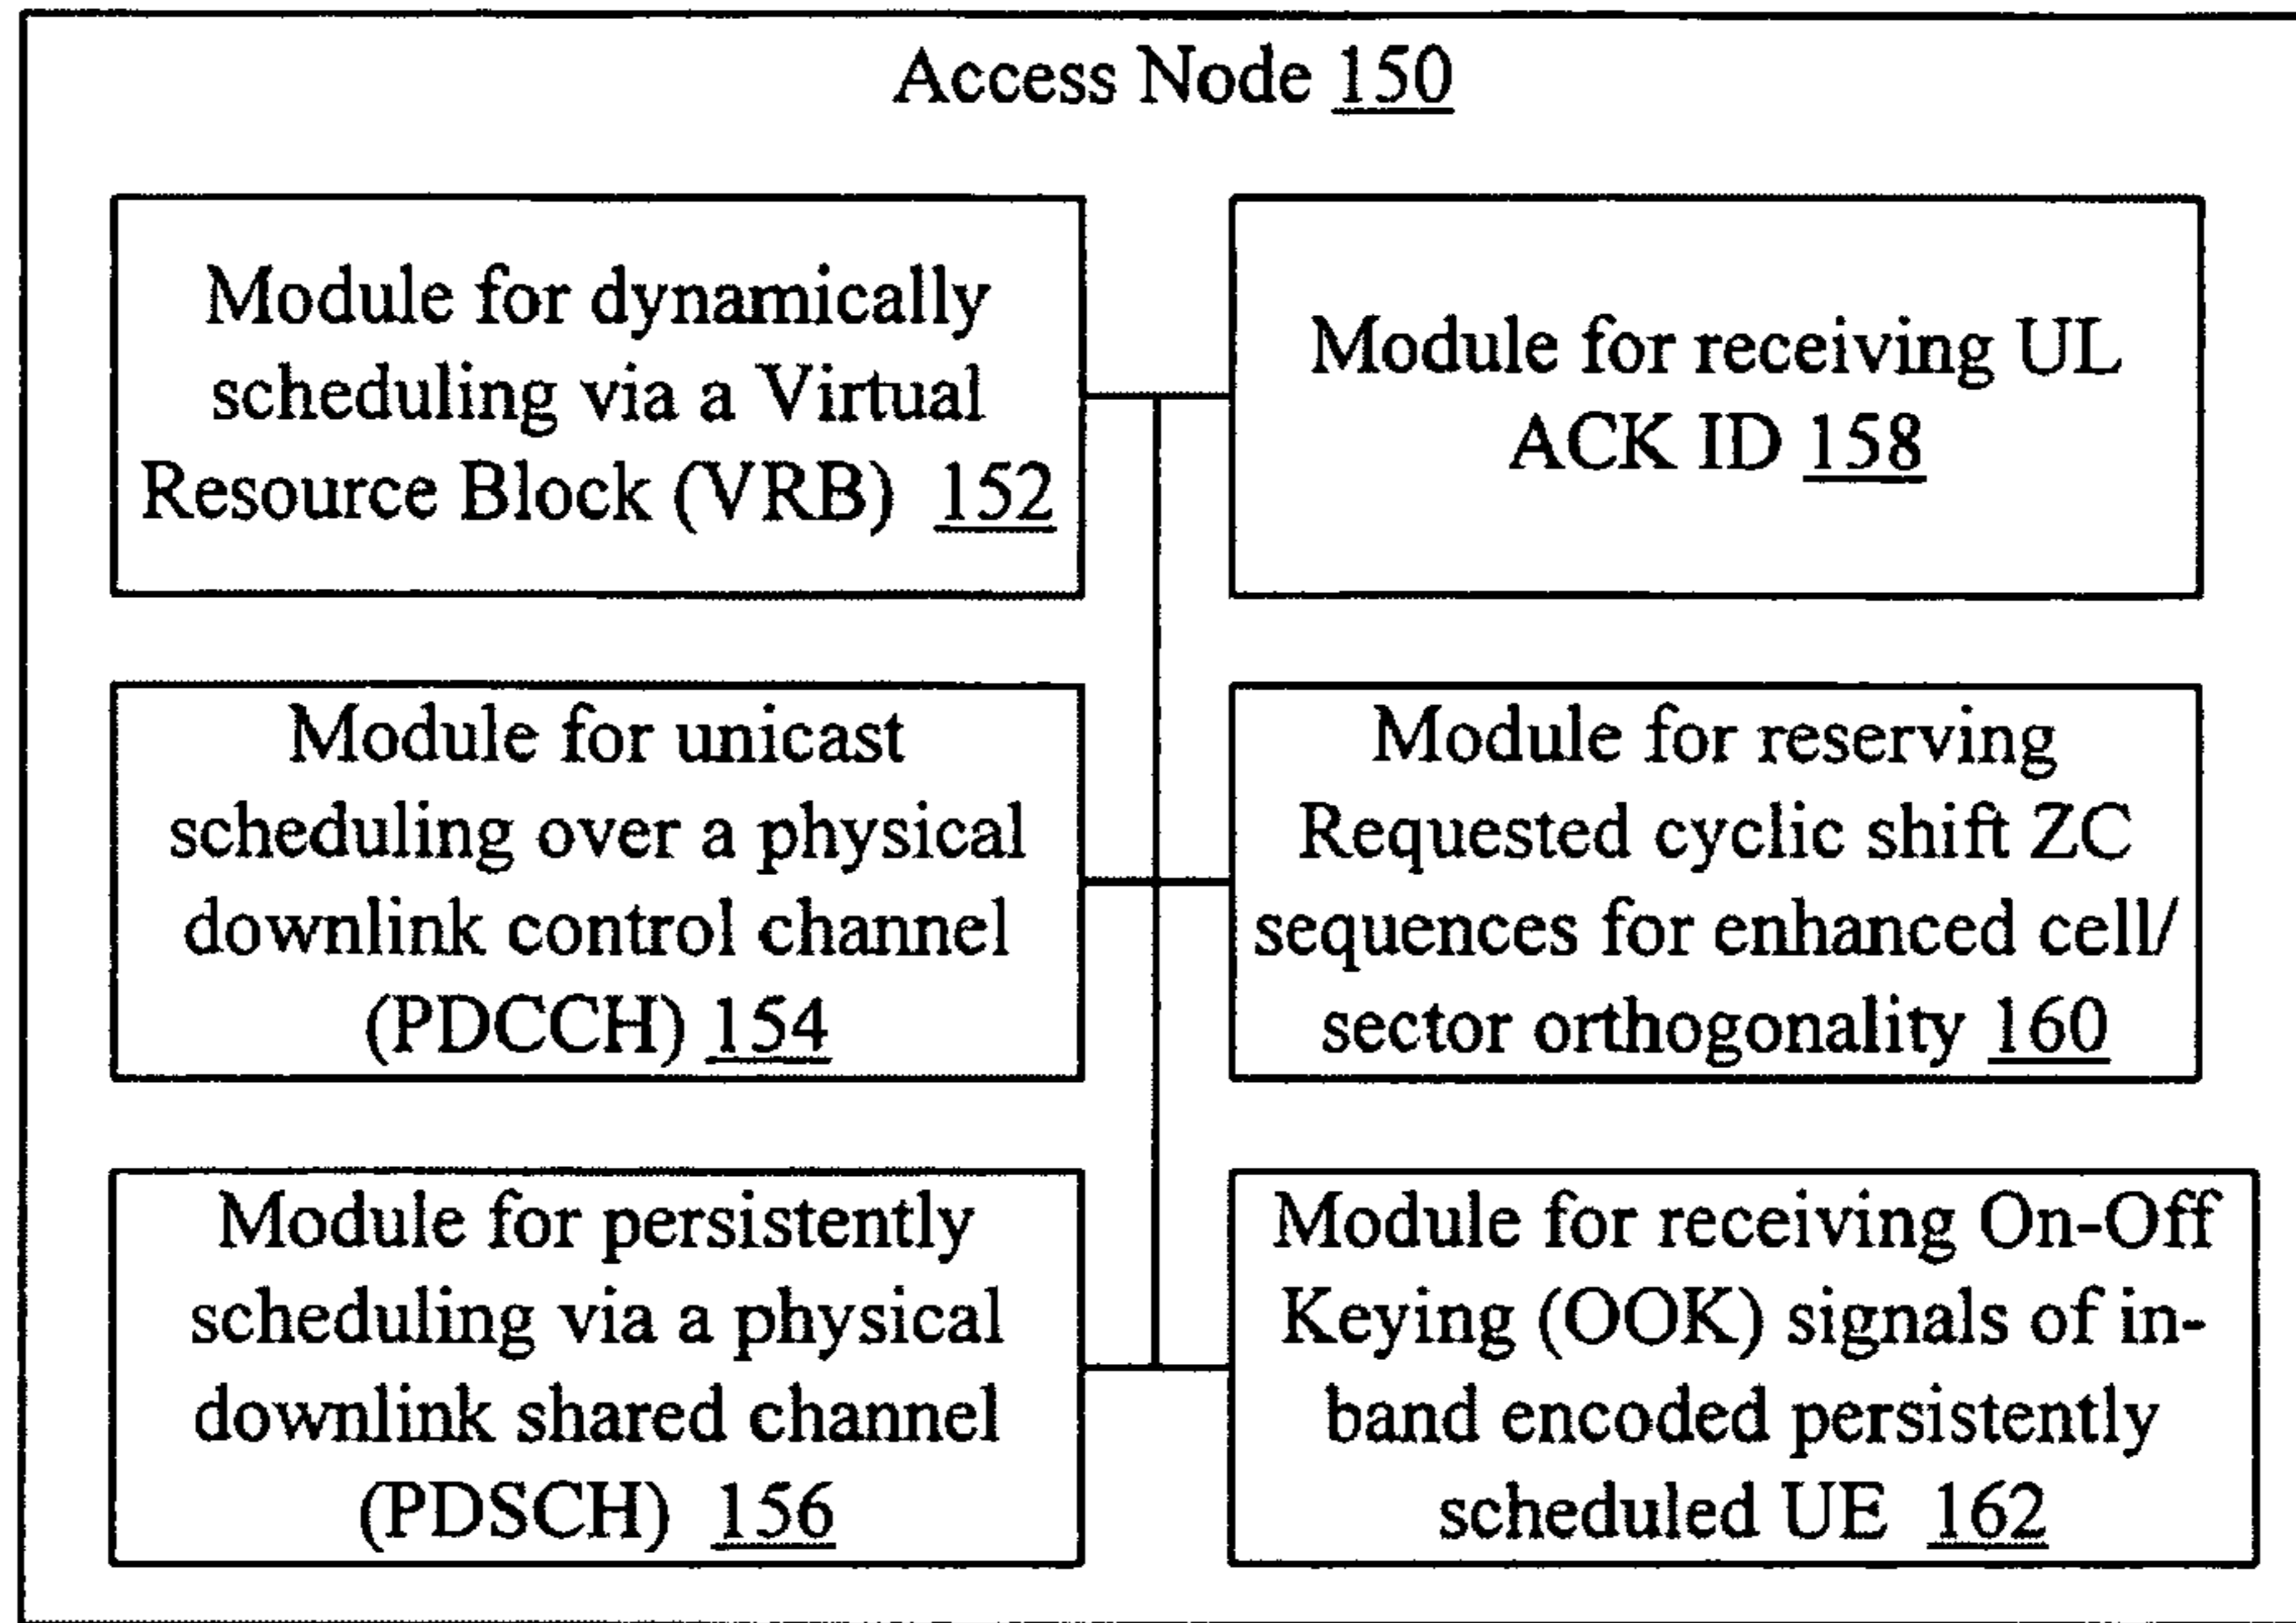 Access Node 150
Module for dynamically
scheduling via a Virtual
Resource Block (VRB) 152
Module for receiving UL
ACK ID 158
Module for unicast
scheduling over a physical
downlink control channel
(PDCCH) 154
Module for reserving
Requested cyclic shift ZC
sequences for enhanced cell/
sector orthogonality 160
Module for persistently
scheduling via a physical
downlink shared channel
(PDSCH) 156
Module for receiving On-Off
Keying (OOK) signals of in-
band encoded persistently
scheduled UE 162